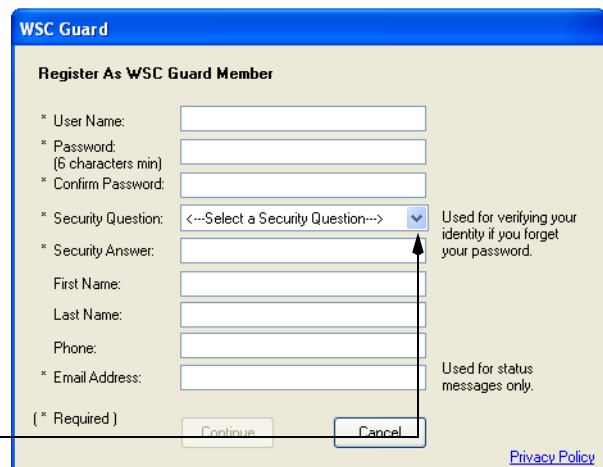 WSC Guard
Register As WSC Guard Member
* User Name:
* Password:
(6 characters min)
* Confirm Password:
* Security Question: <---Select a Security Question--->
Used for verifying your
identity if you forget
your password.
* Security Answer:
First Name:
Last Name:
Phone:
* Email Address:
Used for status
messages only.
(* Required )
Continue
Cancel
Privacy Policy